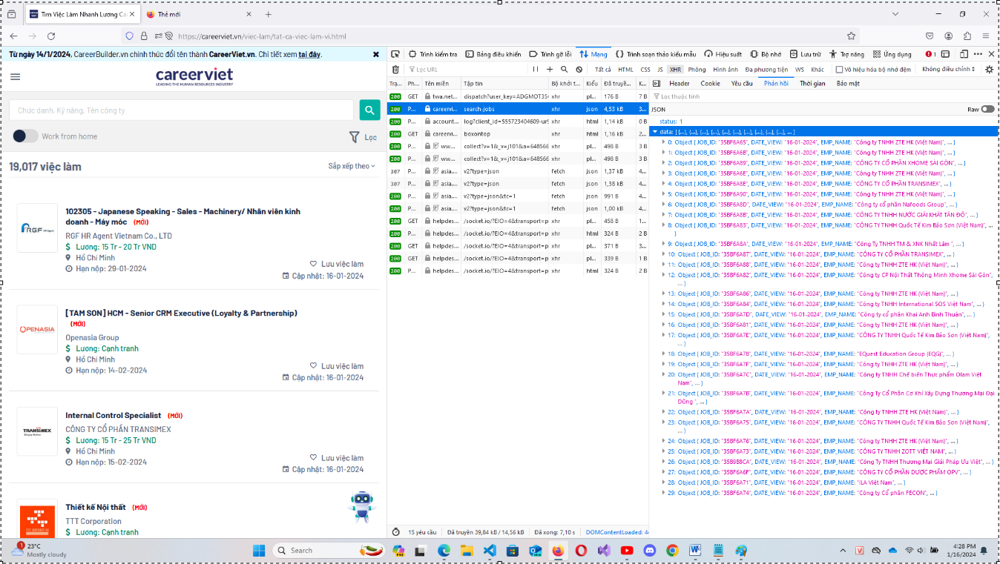 Tìm Việc Làm Nhanh Lương Ca
Thẻ mới
https://careerviet.vn/viec-lam/tat-ca-viec-lam-vi.html
Từ ngày 14/1/2024, CareerBuilder.vn chính thức đổi tên thành CareerViet.vn. Chi tiết xem tại đây.
careerviet
LEADING THE HUMAN RESOURCES INDUSTRY
Chức danh, Kỹ năng, Tên công ty
Work from home
Lọc
19,017 việc làm
Sắp xếp theo
102305 - Japanese Speaking - Sales - Machinery/ Nhân viên kinh
doanh - Máy móc (MỚI)
RGF HR Agent
RGF HR Agent Vietnam Co., LTD
$ Lương: 15 Tr - 20 Tr VND
Hồ Chí Minh
Hạn nộp: 29-01-2024
Lưu việc làm
Cập nhật: 16-01-2024
[TAM SON] HCM - Senior CRM Executive (Loyalty & Partnership)
(MỚI)
OPENASIA
Openasia Group
$ Lương: Cạnh tranh
Hồ Chí Minh
Hạn nộp: 14-02-2024
Lưu việc làm
Cập nhật: 16-01-2024
Internal Control Specialist (MỚI)
TRANSIMEX
CÔNG TY CỔ PHẦN TRANSIMEX
$ Lương: 15 Tr - 25 Tr VND
Hồ Chí Minh
Hạn nộp: 15-02-2024
Lưu việc làm
Cập nhật: 16-01-2024
Thiết kế Nội thất (MỚI)
TTT Corporation
$ Lương: Cạnh tranh
Trình kiểm tra Bảng điều khiển Trình gỡ lỗi Mạng Trình soạn thảo kiểu mẫu Hiệu suất Bộ nhớ Lưu trữ Trợ năng Ứng dụng 1
Lọc URL Tất cả HTML CSS JS XHR Phông Hình ảnh Đa phương tiện WS Khác Vô hiệu hóa bộ nhớ đệm Không điều chỉnh
Trạ... Ph... Tên miền Tập tin Bộ khởi t... Kiểu Đã truyền K...
200 GET twa.net... dispatch?user_key=ADGMOT35 xhr pl... 176 B 7 B
200 P... careervi... search-jobs xhr json 4,53 kB 3...
200 P... account... log?client_id=555723404609-ur9 xhr html 1,14 kB 0 B
200 GET careervi... boxontop xhr html 1,16 kB 2...
200 P... ww... collect?v=1&_v=j101&a=648566 xhr pl... 498 B 3 B
200 P... ww... collect?v=1&_v=j101&a=648566 xhr pl... 498 B 3 B
307 P... asia.... v2?type=json fetch json 1,37 kB 4...
307 P... asia.... v2?type=json fetch json 1,38 kB 4...
200 P... asia.... v2?type=json&tc=1 fetch json 991 B 4...
200 P... asia.... v2?type=json&tc=1 fetch json 1,00 kB 4...
200 GET helpdes... /socket.io/?EIO=4&transport=p xhr pl... 458 B 1...
200 P... helpdes... /socket.io/?EIO=4&transport=p xhr html 324 B 2 B
200 GET helpdes... /socket.io/?EIO=4&transport=p xhr pl... 371 B 3...
200 GET helpdes... /socket.io/?EIO=4&transport=p xhr pl... 339 B 1 B
200 P... helpdes... /socket.io/?EIO=4&transport=p xhr html 324 B 2 B
15 yêu cầu Đã truyền 39,84 kB / 14,56 kB Đã xong: 7,10 s DOMContentLoaded: 4
Header Cookie Yêu cầu Phản hồi Thời gian Bảo mật
Lọc thuộc tính
JSON Raw
status: 1
data: [ {...}, {...}, {...}, {...}, {...}, {...}, {...}, {...}, {...}, {...}, ... ]
0: Object { JOB_ID: "35BF6A65", DATE_VIEW: "16-01-2024", EMP_NAME: "Công ty TNHH ZTE HK (Việt Nam)", ... }
1: Object { JOB_ID: "35BF6A6B", DATE_VIEW: "16-01-2024", EMP_NAME: "Công ty TNHH ZTE HK (Việt Nam)", ... }
2: Object { JOB_ID: "35BF6A89", DATE_VIEW: "16-01-2024", EMP_NAME: "CÔNG TY CỔ PHẦN XHOME SÀI GÒN", ... }
3: Object { JOB_ID: "35BF6A6A", DATE_VIEW: "16-01-2024", EMP_NAME: "Công ty TNHH ZTE HK (Việt Nam)", ... }
4: Object { JOB_ID: "35BF6A8E", DATE_VIEW: "16-01-2024", EMP_NAME: "CÔNG TY CỔ PHẦN TRANSIMEX", ... }
5: Object { JOB_ID: "35BF6A90", DATE_VIEW: "16-01-2024", EMP_NAME: "Công ty TNHH ZTE HK (Việt Nam)", ... }
6: Object { JOB_ID: "35BF6A8D", DATE_VIEW: "16-01-2024", EMP_NAME: "Công ty cổ phần Nafoods Group", ... }
7: Object { JOB_ID: "35BF6A8B", DATE_VIEW: "16-01-2024", EMP_NAME: "CÔNG TY TNHH NƯỚC GIẢI KHÁT TÂN ĐÔ", ... }
8: Object { JOB_ID: "35BF6A83", DATE_VIEW: "16-01-2024", EMP_NAME: "CÔNG TY TNHH Quốc Tế Kim Bảo Sơn (Việt Nam)", ...
}
9: Object { JOB_ID: "35BF6A8A", DATE_VIEW: "16-01-2024", EMP_NAME: "Công Ty TNHH TM & XNK Nhất Lâm ", ... }
10: Object { JOB_ID: "35BF6A87", DATE_VIEW: "16-01-2024", EMP_NAME: "CÔNG TY CỔ PHẦN TRANSIMEX", ... }
11: Object { JOB_ID: "35BF6A88", DATE_VIEW: "16-01-2024", EMP_NAME: "Công ty TNHH ZTE HK (Việt Nam)", ... }
12: Object { JOB_ID: "35BF6A82", DATE_VIEW: "16-01-2024", EMP_NAME: "Công ty CP Nội Thất Thông Minh Xhome Sài Gòn",
... }
13: Object { JOB_ID: "35BF6A86", DATE_VIEW: "16-01-2024", EMP_NAME: "Công ty TNHH ZTE HK (Việt Nam)", ... }
14: Object { JOB_ID: "35BF6A84", DATE_VIEW: "16-01-2024", EMP_NAME: "Công ty TNHH International SOS Việt Nam", ... }
15: Object { JOB_ID: "35BF6A7D", DATE_VIEW: "16-01-2024", EMP_NAME: "Công ty cổ phần Khai Anh Bình Thuận", ... }
16: Object { JOB_ID: "35BF6A81", DATE_VIEW: "16-01-2024", EMP_NAME: "Công ty TNHH ZTE HK (Việt Nam)", ... }
17: Object { JOB_ID: "35BF6A7E", DATE_VIEW: "16-01-2024", EMP_NAME: "CÔNG TY TNHH Quốc Tế Kim Bảo Sơn (Việt Nam)",
... }
18: Object { JOB_ID: "35BF6A78", DATE_VIEW: "16-01-2024", EMP_NAME: "EQuest Education Group (EQG)", ... }
19: Object { JOB_ID: "35BF6A7F", DATE_VIEW: "16-01-2024", EMP_NAME: "Công ty TNHH ZTE HK (Việt Nam)", ... }
20: Object { JOB_ID: "35BF6A7C", DATE_VIEW: "16-01-2024", EMP_NAME: "Công ty TNHH Chế biến Thực phẩm Olam Việt
Nam", ... }
21: Object { JOB_ID: "35BF6A7B", DATE_VIEW: "16-01-2024", EMP_NAME: "Công Ty Cổ Phần Cơ Khí Xây Dựng Thương Mại Đại
Dũng ", ... }
22: Object { JOB_ID: "35BF6A7A", DATE_VIEW: "16-01-2024", EMP_NAME: "Công ty TNHH ZTE HK (Việt Nam)", ... }
23: Object { JOB_ID: "35BF6A75", DATE_VIEW: "16-01-2024", EMP_NAME: "CÔNG TY TNHH Quốc Tế Kim Bảo Sơn (Việt Nam)",
... }
24: Object { JOB_ID: "35BF6A76", DATE_VIEW: "16-01-2024", EMP_NAME: "Công ty TNHH ZTE HK (Việt Nam)", ... }
25: Object { JOB_ID: "35BF6A73", DATE_VIEW: "16-01-2024", EMP_NAME: "CÔNG TY TNHH ZOTT VIỆT NAM", ... }
26: Object { JOB_ID: "35B9B8CA", DATE_VIEW: "16-01-2024", EMP_NAME: "Công Ty TNHH Thương Mại Giải Pháp Ưu Việt", ... }
27: Object { JOB_ID: "35BF6A6F", DATE_VIEW: "16-01-2024", EMP_NAME: "CÔNG TY CỔ PHẦN DƯỢC PHẨM OPV", ... }
28: Object { JOB_ID: "35BF6A71", DATE_VIEW: "16-01-2024", EMP_NAME: "ILA Việt Nam", ... }
29: Object { JOB_ID: "35BF6A74", DATE_VIEW: "16-01-2024", EMP_NAME: "Công ty Cổ phần FECON", ... }
1
23°C
Mostly cloudy
Search
PRE
4:28 PM
1/16/2024